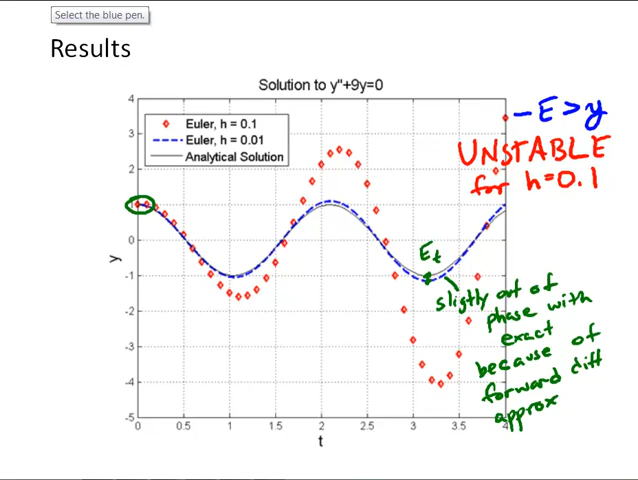 Select the blue pen.
Results
Solution to y"+9y=0
Euler, h = 0.1
Euler, h = 0.01
Analytical Solution
4
3
2
1
0
-1
-2
-3
-4
-5
y
0
0.5
1
1.5
2
2.5
3
3.5
4
t
– E > y
UNSTABLE
for h=0.1
Et
sligtly out of
phase with
exact
because of
forward diff
approx